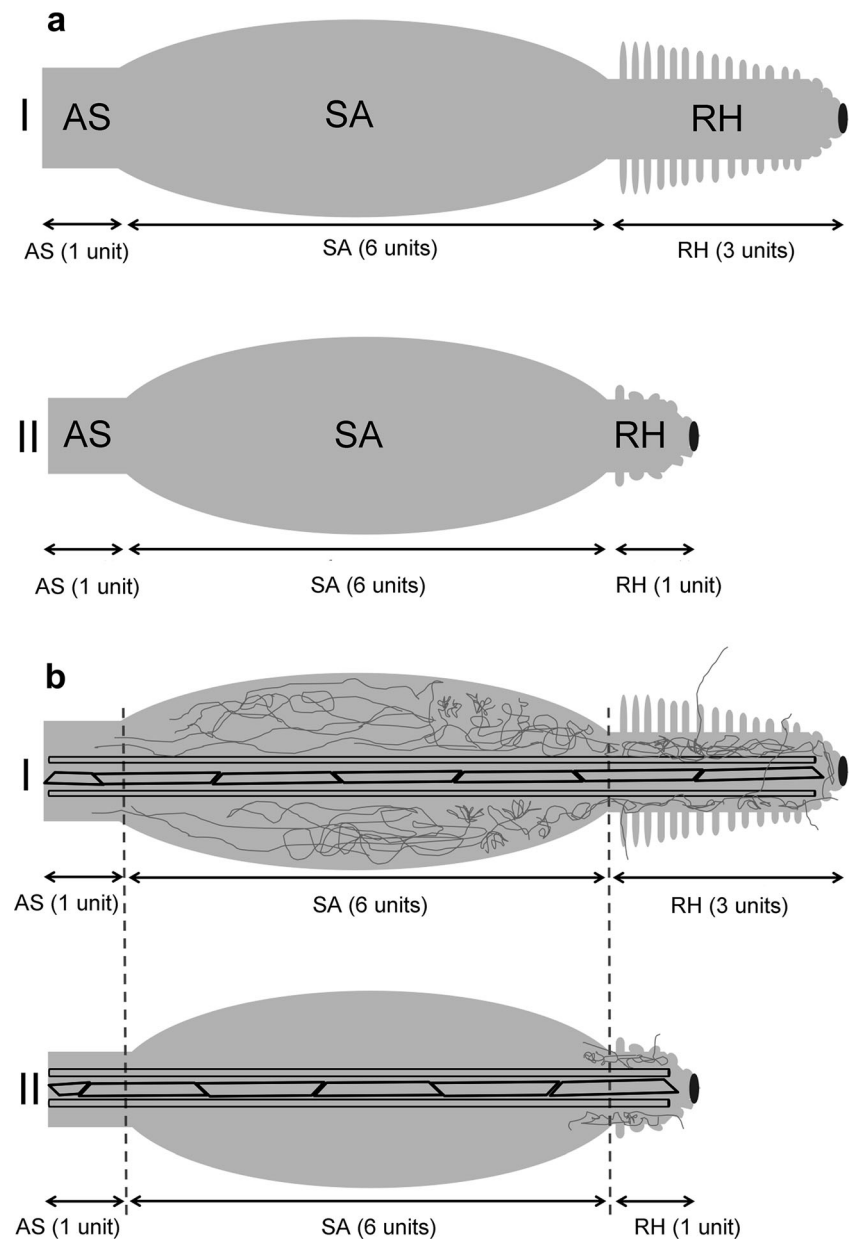 a
I
AS
SA
RH
AS (1 unit)
SA (6 units)
RH (3 units)
II
AS
SA
RH
AS (1 unit)
SA (6 units)
RH (1 unit)
b
I
AS (1 unit)
SA (6 units)
RH (3 units)
II
AS (1 unit)
SA (6 units)
RH (1 unit)